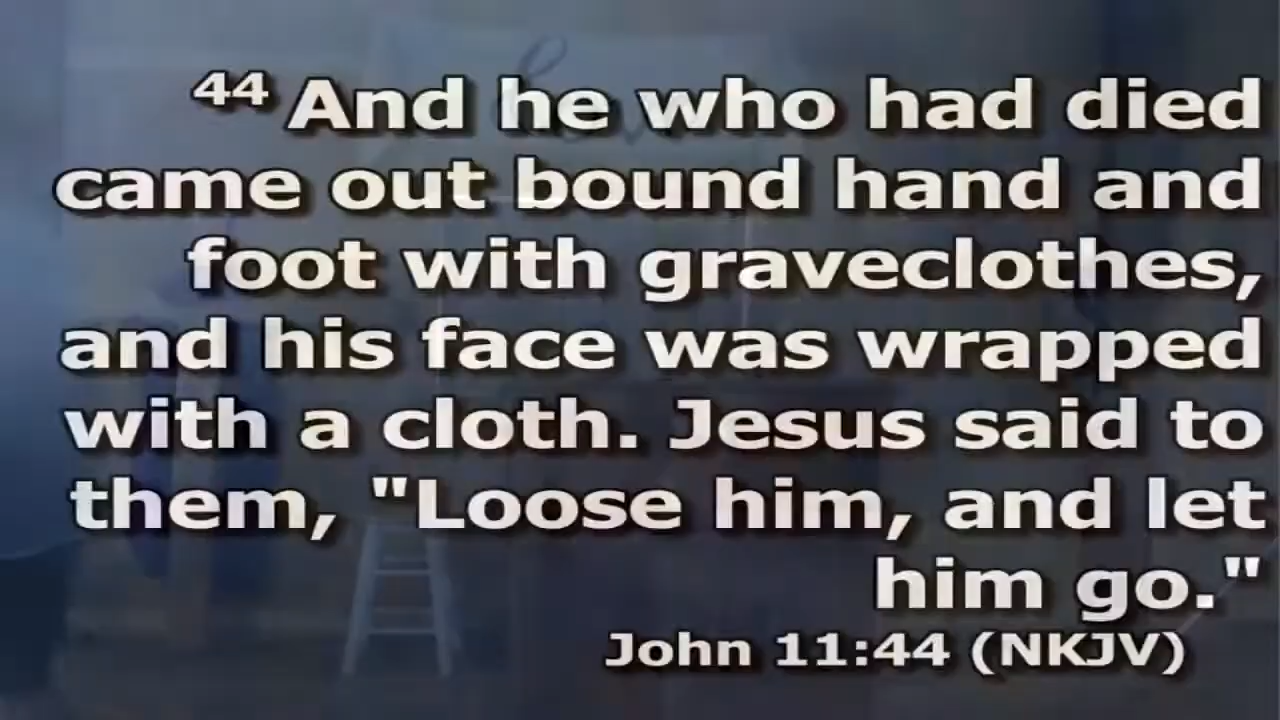 44 And he who had died
came out bound hand and
foot with graveclothes,
and his face was wrapped
with a cloth. Jesus said to
them, "Loose him, and let
him go."
John 11:44 (NKJV)